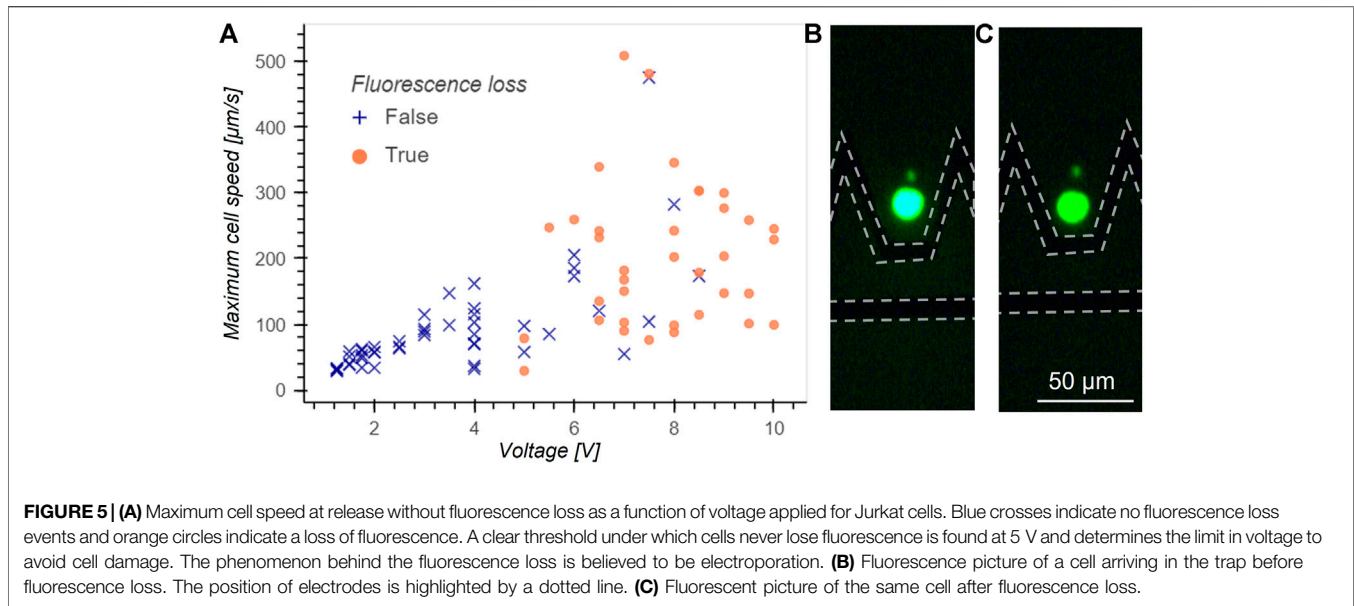 A
B
C
500
400
300
200
100
0
Maximum cell speed [µm/s]
Fluorescence loss
False
True
2 4 6 8 10
Voltage [V]
50 µm
FIGURE 5 | (A) Maximum cell speed at release without fluorescence loss as a function of voltage applied for Jurkat cells. Blue crosses indicate no fluorescence loss
events and orange circles indicate a loss of fluorescence. A clear threshold under which cells never lose fluorescence is found at 5 V and determines the limit in voltage to
avoid cell damage. The phenomenon behind the fluorescence loss is believed to be electroporation. (B) Fluorescence picture of a cell arriving in the trap before
fluorescence loss. The position of electrodes is highlighted by a dotted line. (C) Fluorescent picture of the same cell after fluorescence loss.